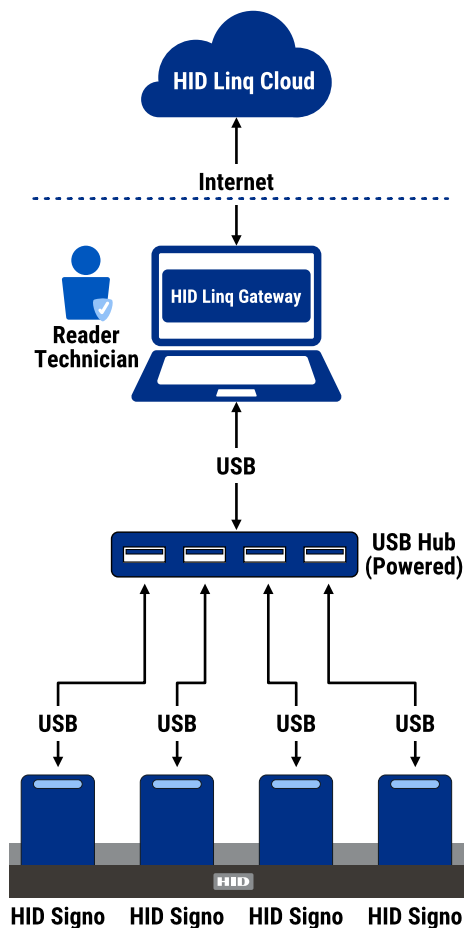 HID Linq Cloud
Internet
HID Linq Gateway
Reader
Technician
USB
USB Hub
(Powered)
USB
USB
USB
USB
HID
HID Signo
HID Signo
HID Signo
HID Signo